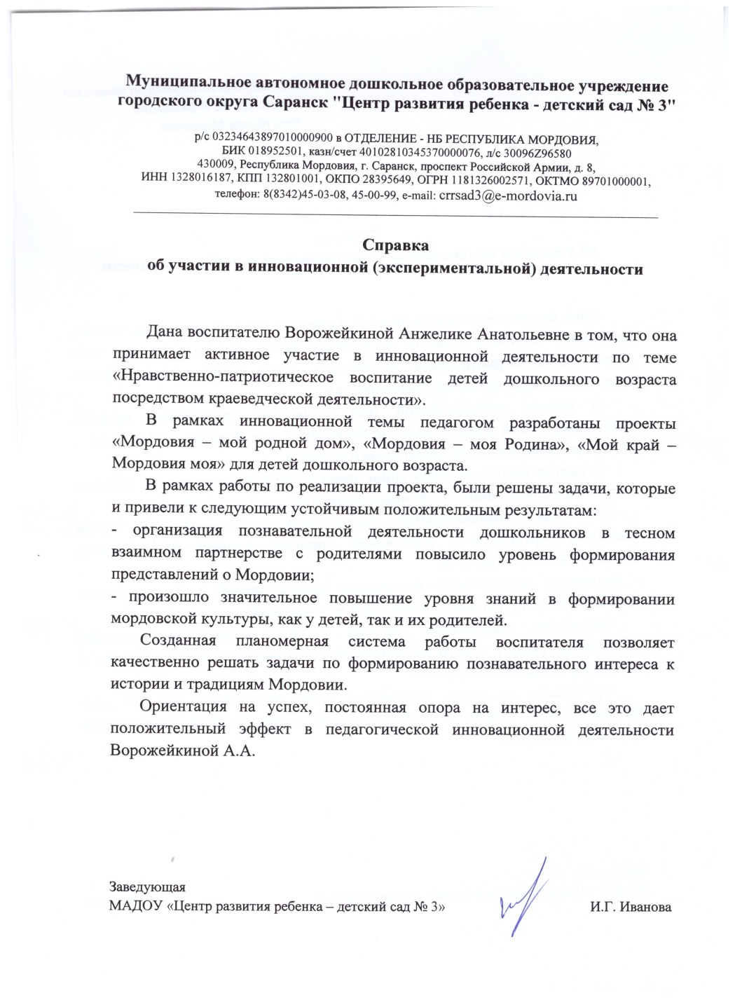 Муниципальное автономное дошкольное образовательное учреждение
городского округа Саранск "Центр развития ребенка - детский сад № 3"
р/с 03234643897010000900 в ОТДЕЛЕНИЕ - НБ РЕСПУБЛИКА МОРДОВИЯ,
БИК 018952501, казн/счет 40102810345370000076, л/с 30096Z96580
430009, Республика Мордовия, г. Саранск, проспект Российской Армии, д. 8,
ИНН 1328016187, КПП 132801001, ОКПО 28395649, ОГРН 1181326002571, ОКТМО 89701000001,
телефон: 8(8342)45-03-08, 45-00-99, e-mail: crrsad3@e-mordovia.ru
Справка
об участии в инновационной (экспериментальной) деятельности
Дана воспитателю Ворожейкиной Анжелике Анатольевне в том, что она
принимает активное участие в инновационной деятельности по теме
«Нравственно-патриотическое воспитание детей дошкольного возраста
посредством краеведческой деятельности».
В рамках инновационной темы педагогом разработаны проекты
«Мордовия – мой родной дом», «Мордовия – моя Родина», «Мой край –
Мордовия моя» для детей дошкольного возраста.
В рамках работы по реализации проекта, были решены задачи, которые
и привели к следующим устойчивым положительным результатам:
- организация познавательной деятельности дошкольников в тесном
взаимном партнерстве с родителями повысило уровень формирования
представлений о Мордовии;
- произошло значительное повышение уровня знаний в формировании
мордовской культуры, как у детей, так и их родителей.
Созданная планомерная система работы воспитателя позволяет
качественно решать задачи по формированию познавательного интереса к
истории и традициям Мордовии.
Ориентация на успех, постоянная опора на интерес, все это дает
положительный эффект в педагогической инновационной деятельности
Ворожейкиной А.А.
Заведующая
МАДОУ «Центр развития ребенка – детский сад № 3» И.Г. Иванова